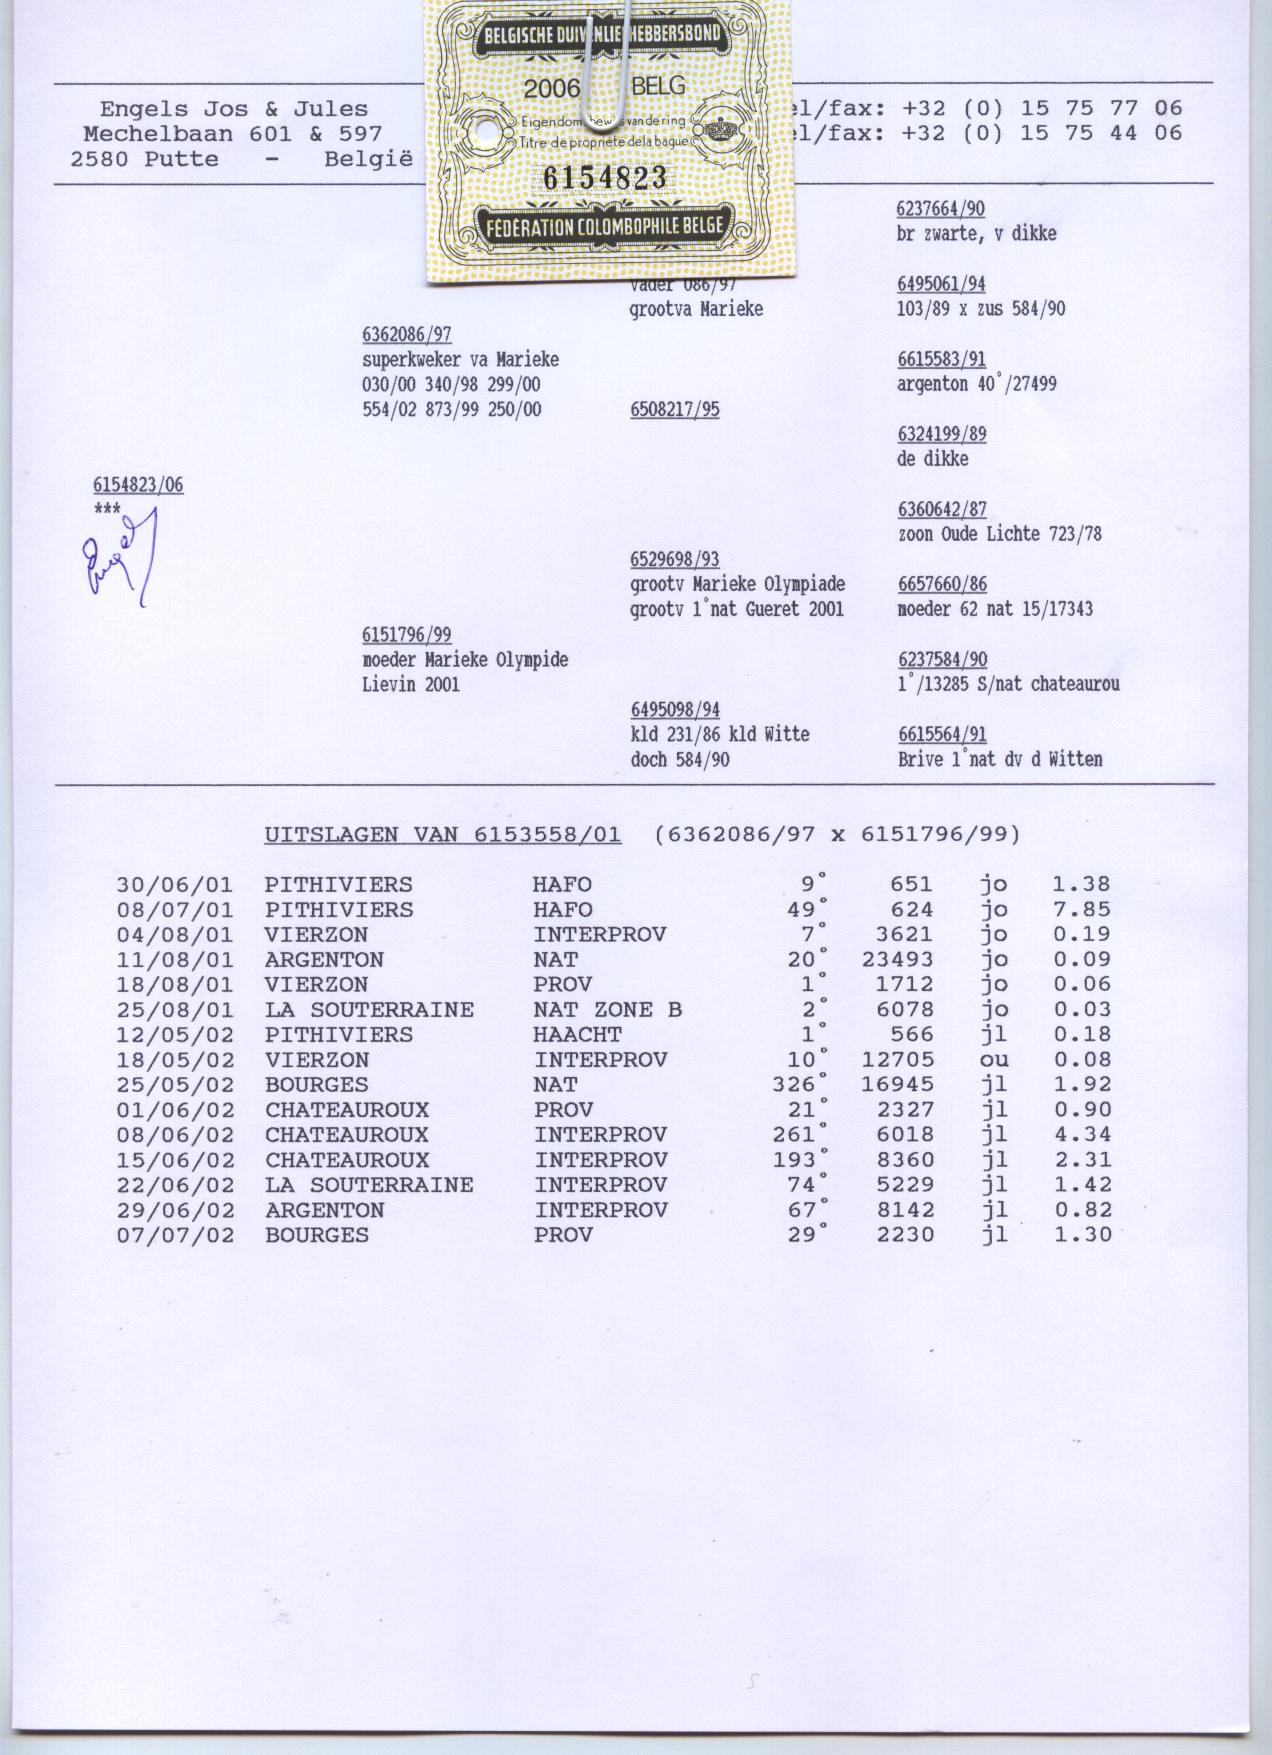 BELGISCHE DUIVENLIEFHEBBERSBOND
2006 BELG
Eigendomsbewijs van de ring
Titre de propriété de la bague
6154823
FÉDÉRATION COLOMBOPHILE BELGE
Engels Jos & Jules el/fax: +32 (0) 15 75 77 06
Mechelbaan 601 & 597 el/fax: +32 (0) 15 75 44 06
2580 Putte - België
6237664/90
br zwarte, v dikke
vader 086/97
grootva Marieke
6495061/94
103/89 x zus 584/90
6362086/97
superkweker va Marieke
030/00 340/98 299/00
554/02 873/99 250/00
6615583/91
argenton 40°/27499
6508217/95
6324199/89
de dikke
6154823/06
***
Engels
6360642/87
zoon Oude Lichte 723/78
6529698/93
grootv Marieke Olympiade
grootv 1°nat Gueret 2001
6657660/86
moeder 62 nat 15/17343
6151796/99
moeder Marieke Olympide
Lievin 2001
6237584/90
1°/13285 S/nat chateaurou
6495098/94
kld 231/86 kld Witte
doch 584/90
6615564/91
Brive 1°nat dv d Witten
UITSLAGEN VAN 6153558/01 (6362086/97 x 6151796/99)
30/06/01 PITHIVIERS HAFO 9° 651 jo 1.38
08/07/01 PITHIVIERS HAFO 49° 624 jo 7.85
04/08/01 VIERZON INTERPROV 7° 3621 jo 0.19
11/08/01 ARGENTON NAT 20° 23493 jo 0.09
18/08/01 VIERZON PROV 1° 1712 jo 0.06
25/08/01 LA SOUTERRAINE NAT ZONE B 2° 6078 jo 0.03
12/05/02 PITHIVIERS HAACHT 1° 566 jl 0.18
18/05/02 VIERZON INTERPROV 10° 12705 ou 0.08
25/05/02 BOURGES NAT 326° 16945 jl 1.92
01/06/02 CHATEAUROUX PROV 21° 2327 jl 0.90
08/06/02 CHATEAUROUX INTERPROV 261° 6018 jl 4.34
15/06/02 CHATEAUROUX INTERPROV 193° 8360 jl 2.31
22/06/02 LA SOUTERRAINE INTERPROV 74° 5229 jl 1.42
29/06/02 ARGENTON INTERPROV 67° 8142 jl 0.82
07/07/02 BOURGES PROV 29° 2230 jl 1.30